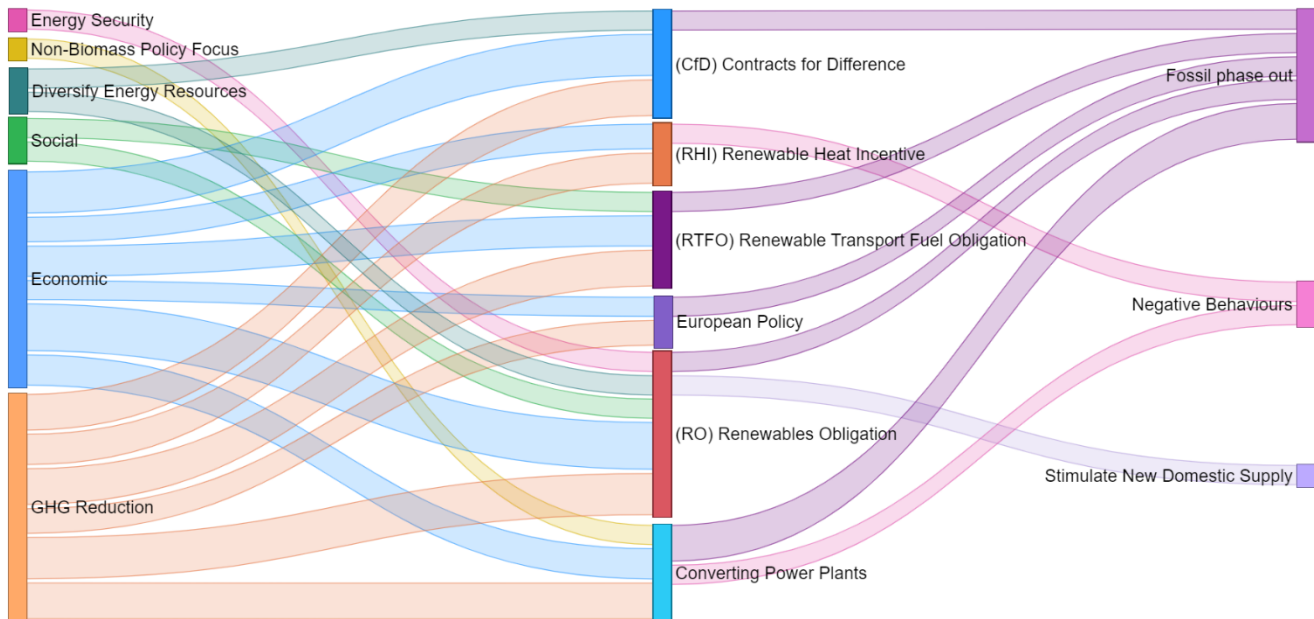 Energy Security
Non-Biomass Policy Focus
Diversify Energy Resources
Social
Economic
GHG Reduction
(CfD) Contracts for Difference
(RHI) Renewable Heat Incentive
(RTFO) Renewable Transport Fuel Obligation
European Policy
(RO) Renewables Obligation
Converting Power Plants
Fossil phase out
Negative Behaviours
Stimulate New Domestic Supply